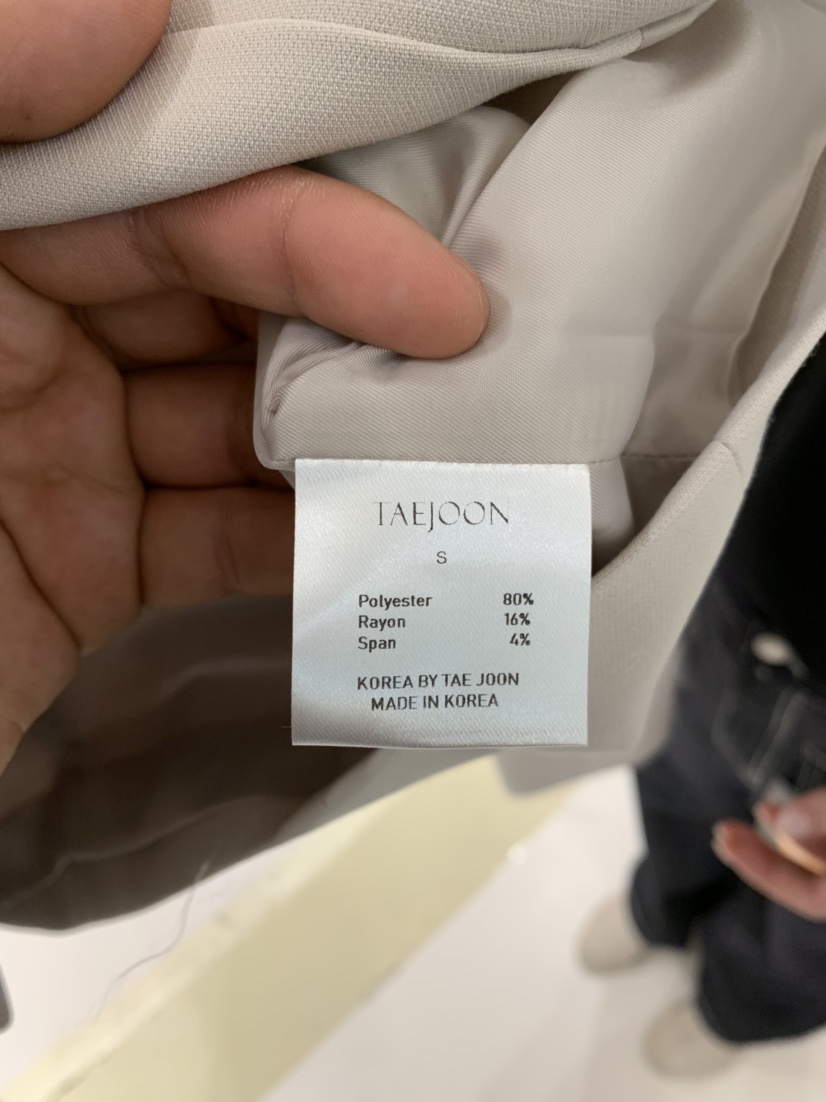 TAEJOON
S
Polyester 80%
Rayon 16%
Span 4%
KOREA BY TAE JOON
MADE IN KOREA